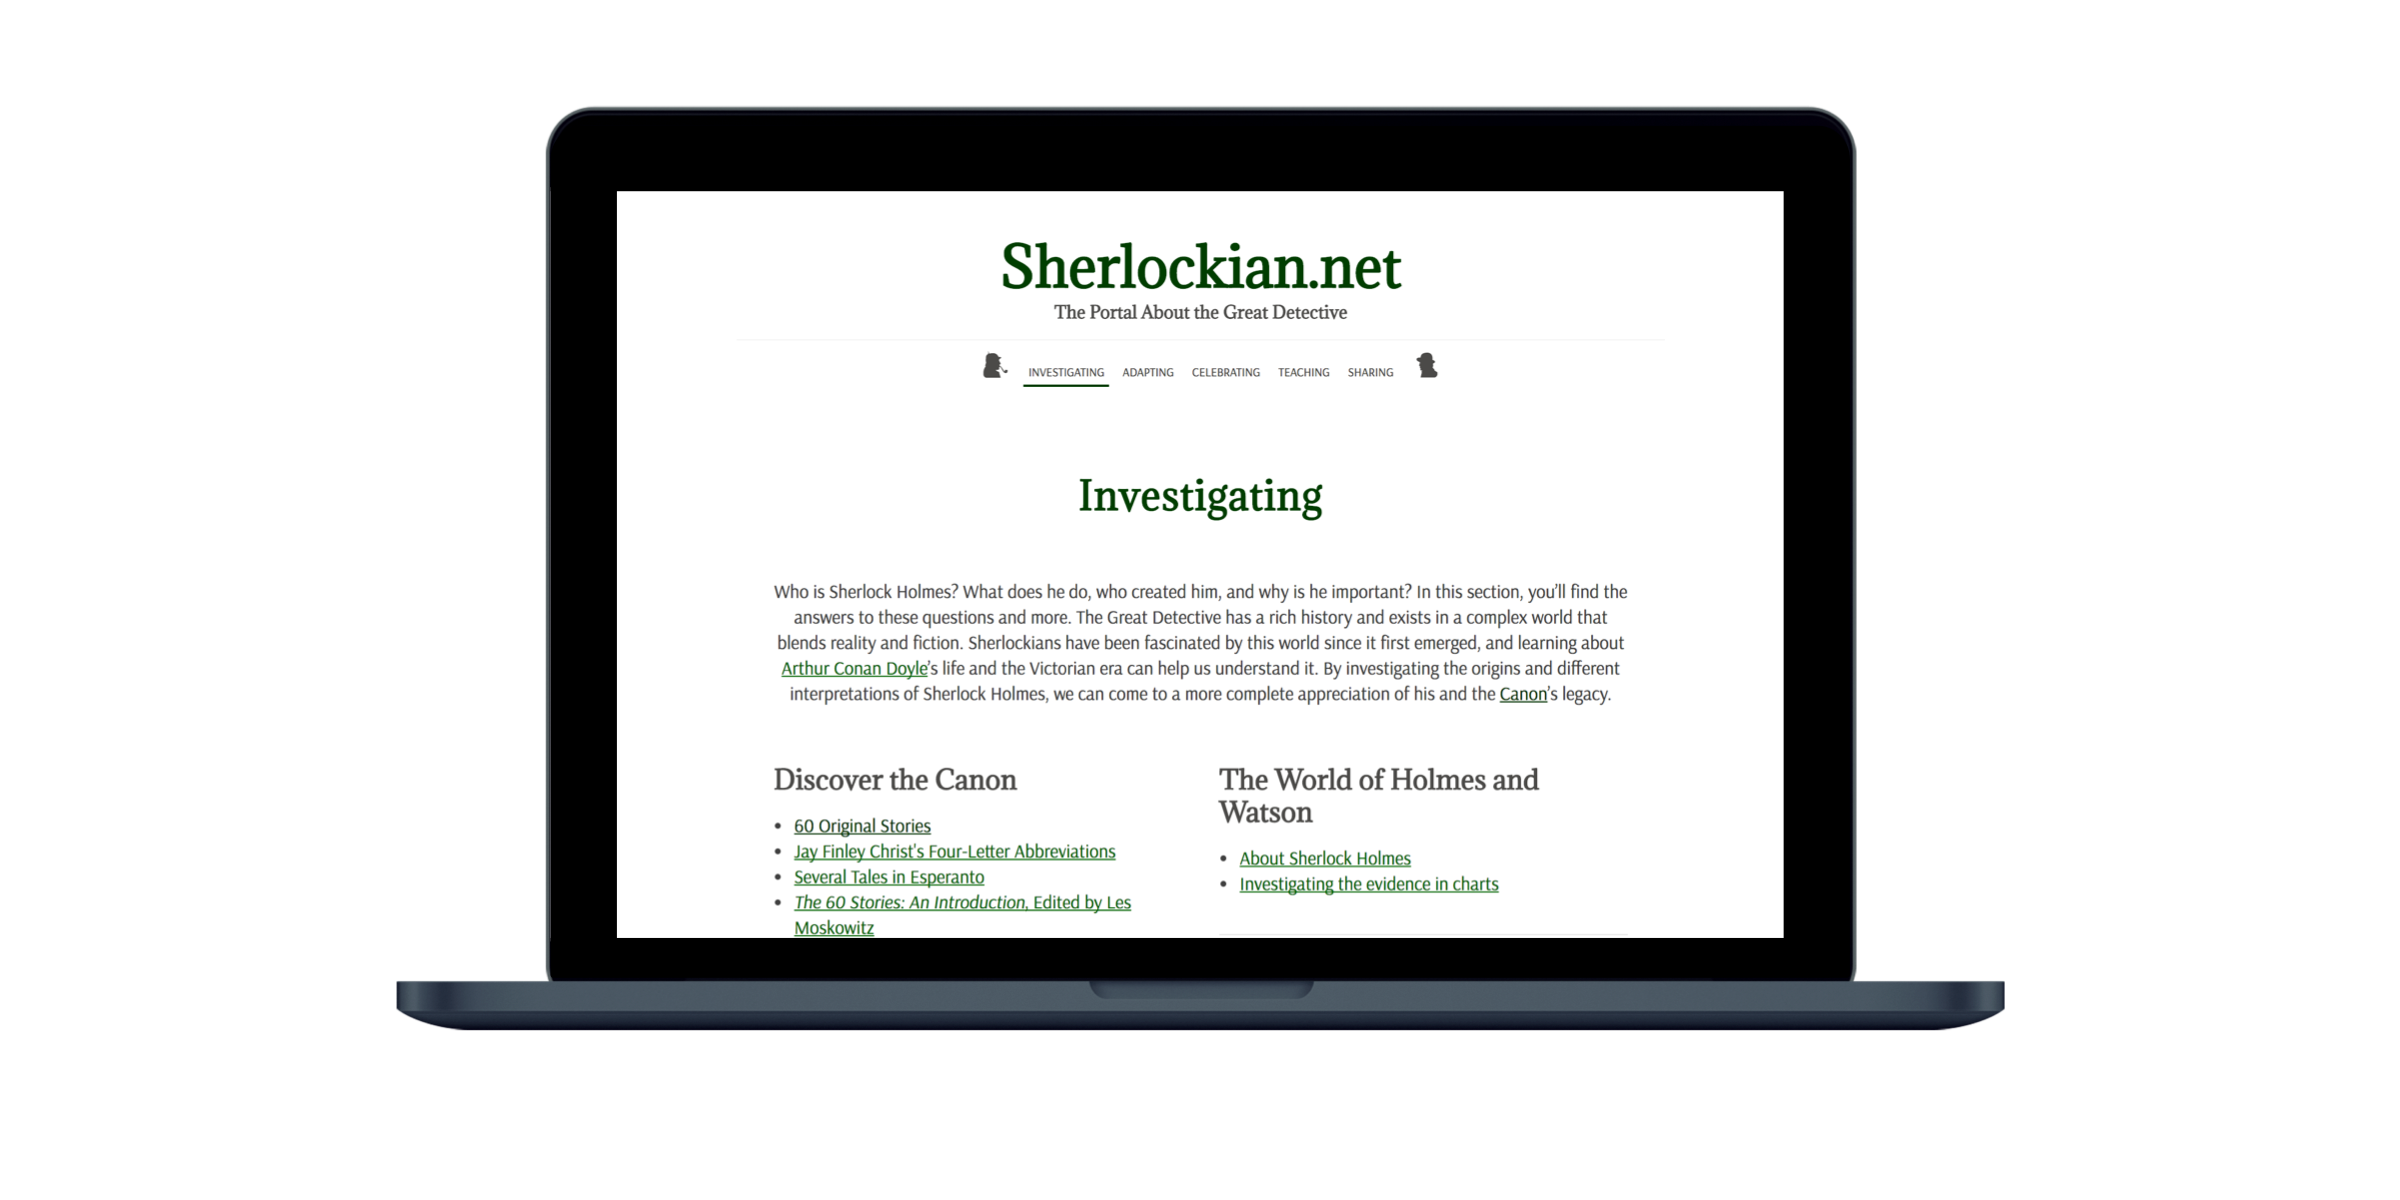 Sherlockian.net
The Portal About the Great Detective
INVESTIGATING ADAPTING CELEBRATING TEACHING SHARING
Investigating
Who is Sherlock Holmes? What does he do, who created him, and why is he important? In this section, you’ll find the
answers to these questions and more. The Great Detective has a rich history and exists in a complex world that
blends reality and fiction. Sherlockians have been fascinated by this world since it first emerged, and learning about
Arthur Conan Doyle’s life and the Victorian era can help us understand it. By investigating the origins and different
interpretations of Sherlock Holmes, we can come to a more complete appreciation of his and the Canon’s legacy.
Discover the Canon
• 60 Original Stories
• Jay Finley Christ's Four-Letter Abbreviations
• Several Tales in Esperanto
• The 60 Stories: An Introduction, Edited by Les
Moskowitz
The World of Holmes and
Watson
• About Sherlock Holmes
• Investigating the evidence in charts